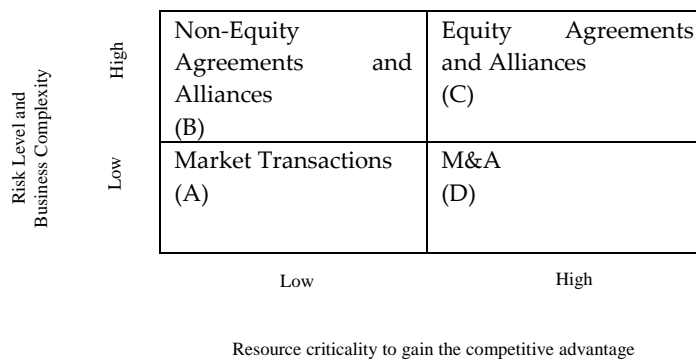 Risk Level and
Business Complexity
High
Low
Non-Equity
Agreements and
Alliances
(B)
Equity Agreements
and Alliances
(C)
Market Transactions
(A)
M&A
(D)
Low
High
Resource criticality to gain the competitive advantage